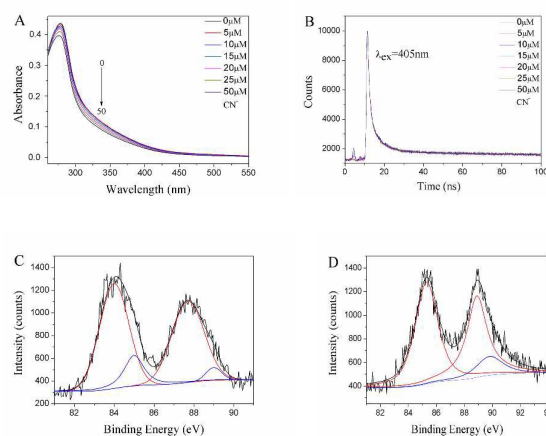 A
0μM
5μM
10μM
15μM
20μM
25μM
50μM
CN⁻
0
50
0.4
0.3
0.2
0.1
0.0
300 350 400 450 500 550
Absorbance
Wavelength (nm)
B
λex=405nm
0μM
5μM
10μM
15μM
20μM
25μM
50μM
CN⁻
10000
8000
6000
4000
2000
0 20 40 60 80 100
Counts
Time (ns)
C
1400
1200
1000
800
600
400
200
82 84 86 88 90
Intensity (counts)
Binding Energy (eV)
D
1400
1200
1000
800
600
400
82 84 86 88 90 92
Intensity (counts)
Binding Energy (eV)